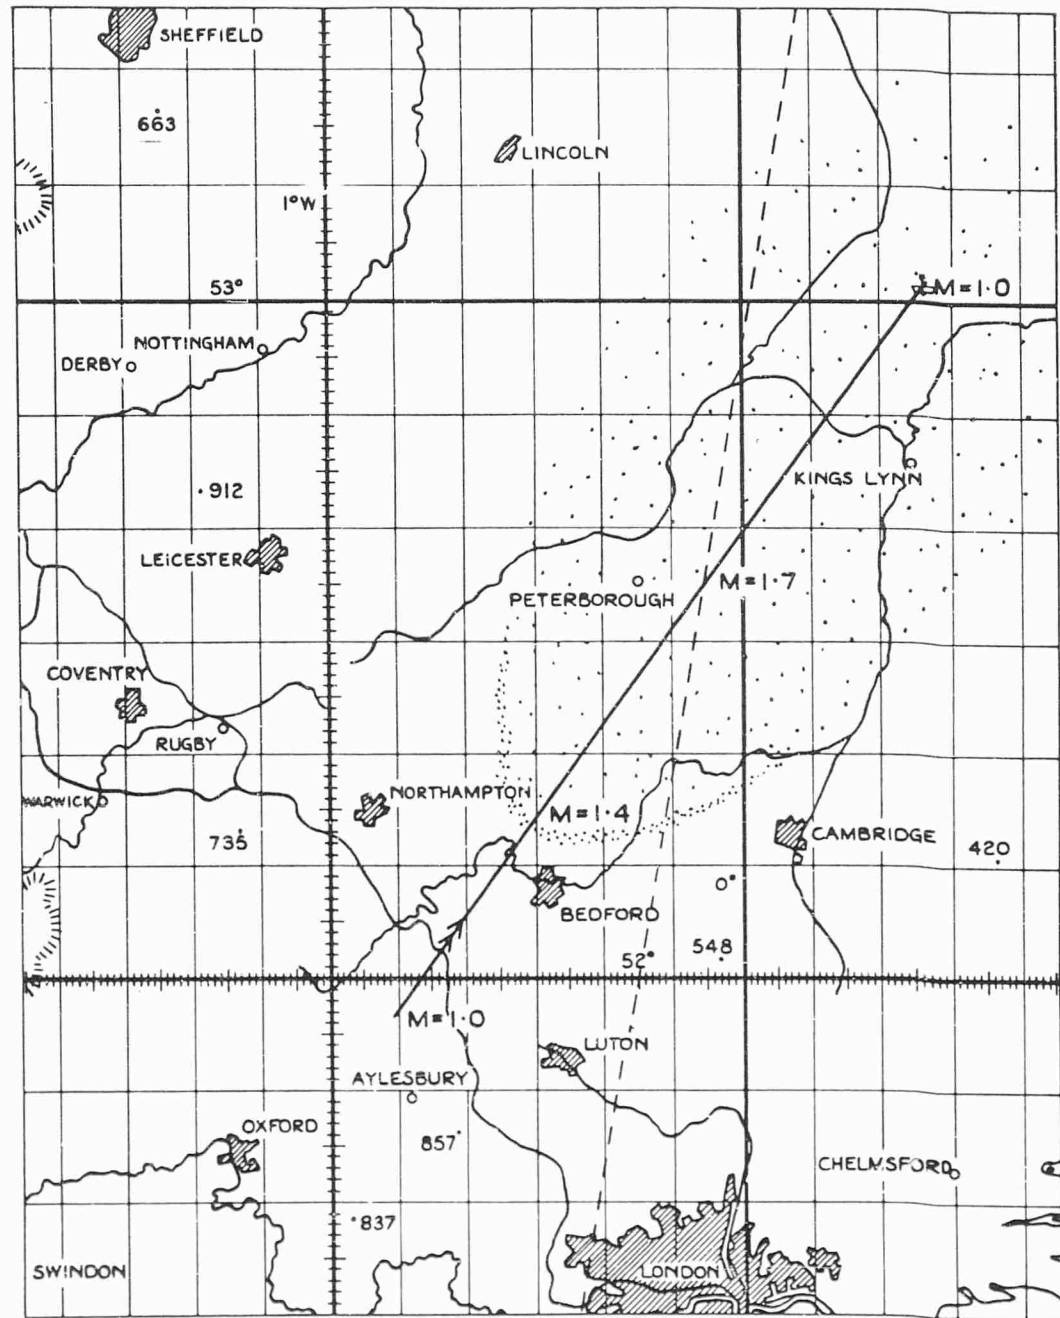 SHEFFIELD
663
LINCOLN
1°W
53°
M=1·0
NOTTINGHAM
DERBY
KINGS LYNN
912
LEICESTER
M=1·7
PETERBOROUGH
COVENTRY
RUGBY
NORTHAMPTON
WARWICK
M=1·4
735
CAMBRIDGE
420
0°
BEDFORD
548
52°
M=1·0
LUTON
AYLESBURY
OXFORD
857
CHELMSFORD
837
SWINDON
LONDON